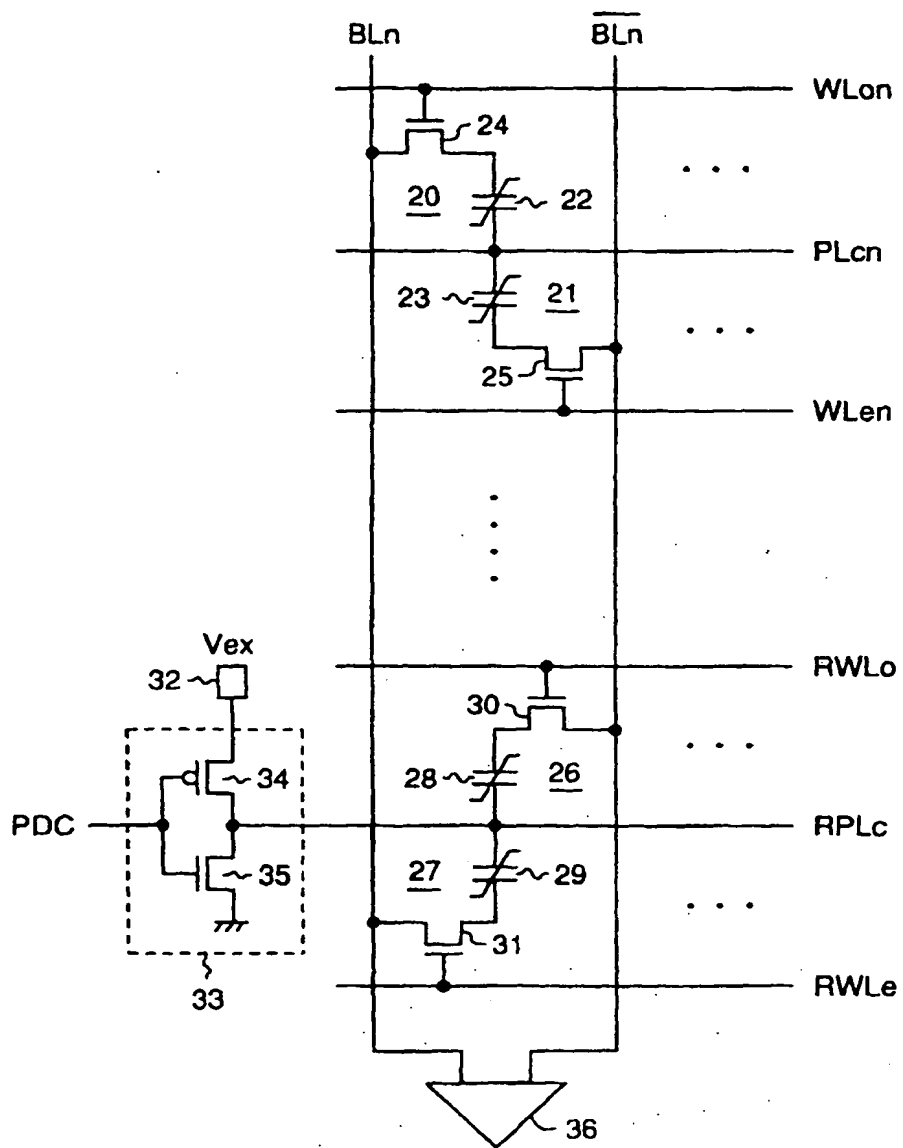 BLn
BLn
WLon
24
. . .
20
22
PLcn
23
21
. . .
25
WLen
Vex
32
RWLo
30
. . .
34
28
26
PDC
RPLc
35
27
29
. . .
31
33
RWLe
36